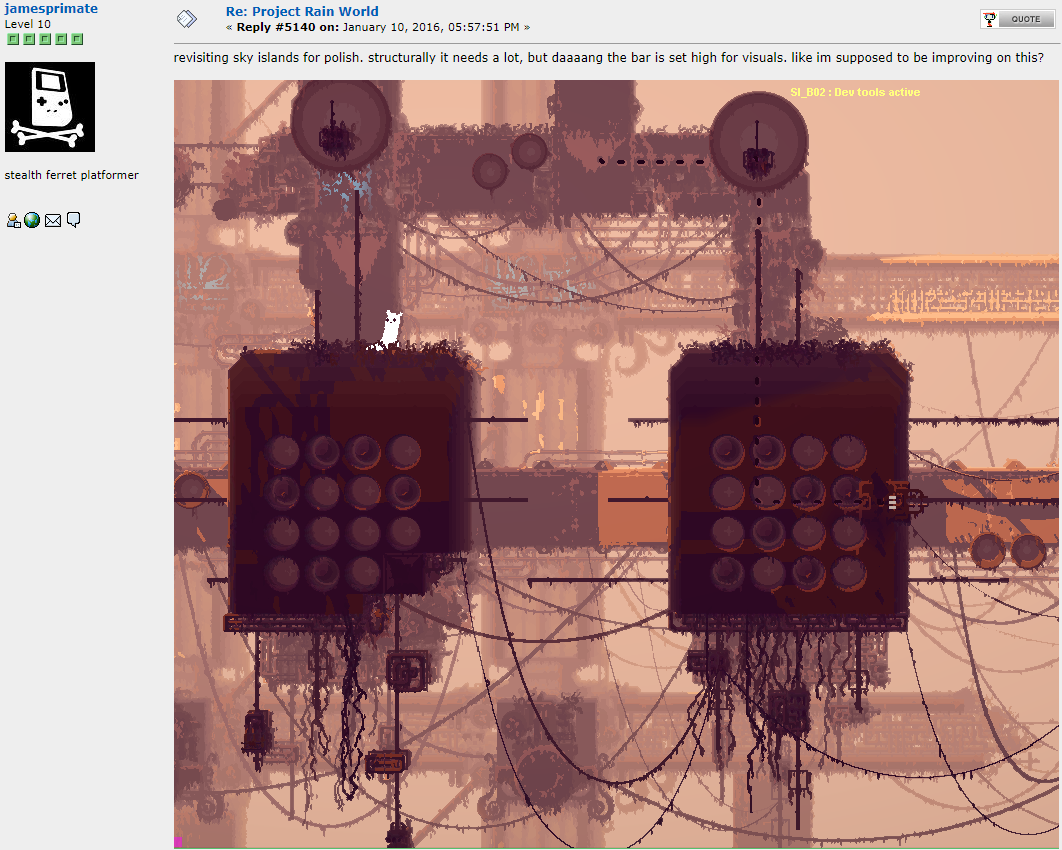 jamesprimate
Level 10
stealth ferret platformer
Re: Project Rain World
« Reply #5140 on: January 10, 2016, 05:57:51 PM »
QUOTE
revisiting sky islands for polish. structurally it needs a lot, but daaaang the bar is set high for visuals. like im supposed to be improving on this?
SI_B02 : Dev tools active